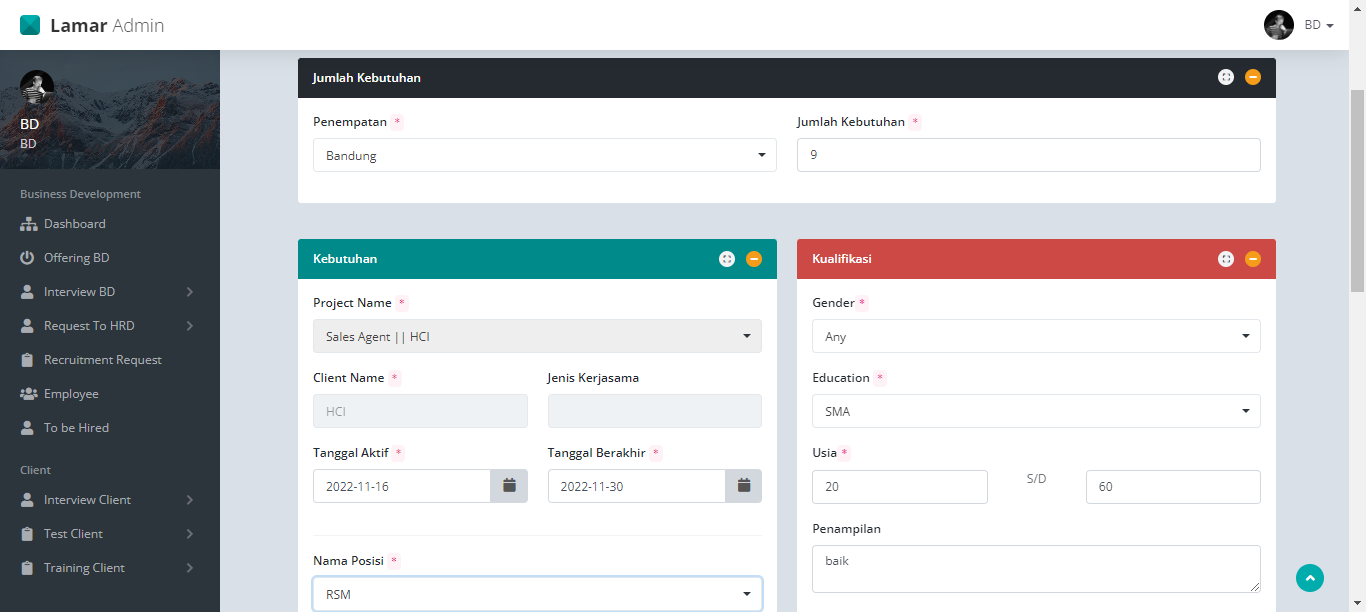 Lamar Admin
BD
BD
BD
Business Development
Dashboard
Offering BD
Interview BD
Request To HRD
Recruitment Request
Employee
To be Hired
Client
Interview Client
Test Client
Training Client
Jumlah Kebutuhan
Penempatan *
Bandung
Jumlah Kebutuhan *
9
Kebutuhan
Project Name *
Sales Agent || HCI
Client Name *
HCI
Jenis Kerjasama
Tanggal Aktif *
2022-11-16
Tanggal Berakhir *
2022-11-30
Nama Posisi *
RSM
Kualifikasi
Gender *
Any
Education *
SMA
Usia *
20
S/D
60
Penampilan
baik